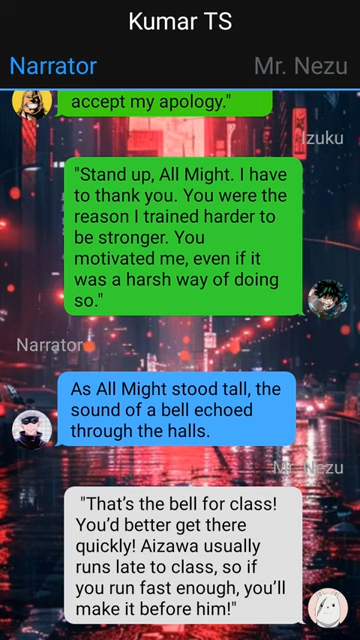 Kumar TS
Narrator
Mr. Nezu
accept my apology."
Izuku
"Stand up, All Might. I have
to thank you. You were the
reason I trained harder to
be stronger. You
motivated me, even if it
was a harsh way of doing
so."
Narrator
As All Might stood tall, the
sound of a bell echoed
through the halls.
Mr. Nezu
"That’s the bell for class!
You’d better get there
quickly! Aizawa usually
runs late to class, so if
you run fast enough, you’ll
make it before him!"